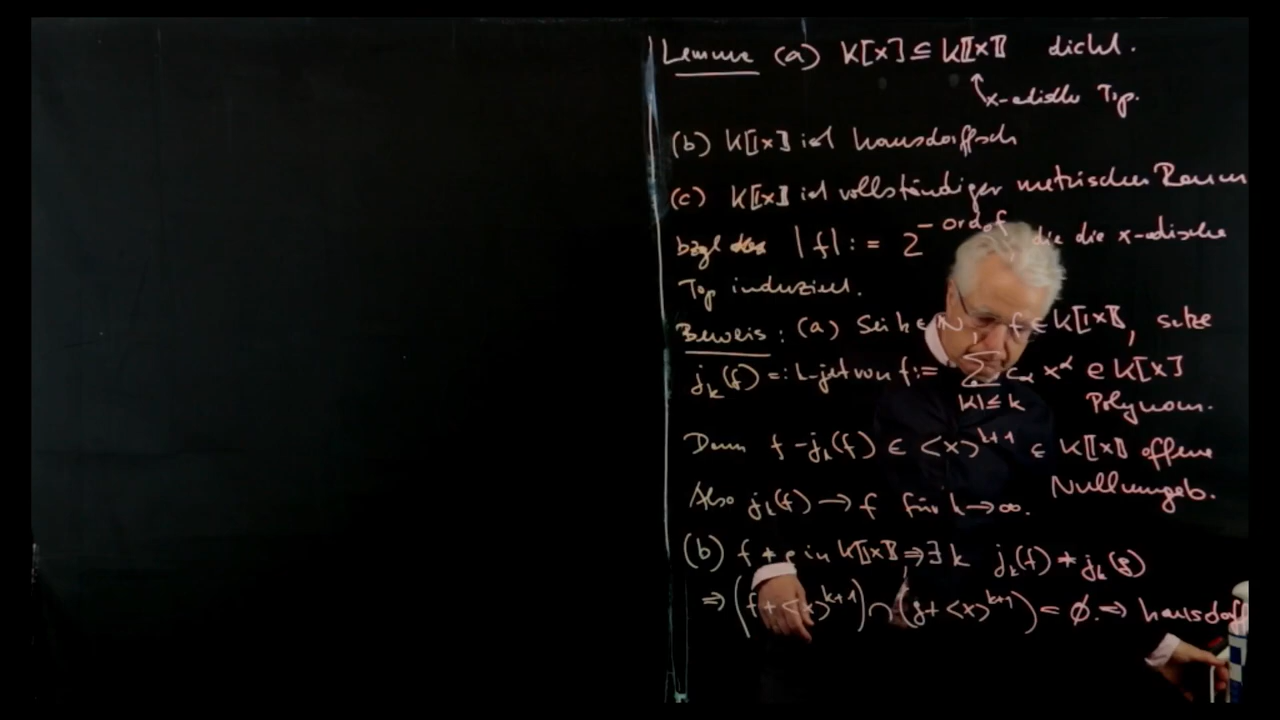 Lemma (a) K[x] ⊆ K⟦x⟧ dicht.
↑ x-adische Top.
(b) K⟦x⟧ ist hausdorffsch
(c) K⟦x⟧ ist vollständiger metrischer Raum
bzgl |f| := 2^{-ord f}, die die x-adische
Top induziert.
Beweis: (a) Sei k ∈ ℕ, f ∈ K⟦x⟧, setze
j_k(f) =: k-jet von f := ∑_{|α| ≤ k} c_α x^α ∈ K[x]
Polynom.
Dann f - j_k(f) ∈ <x>^{k+1} ∈ K⟦x⟧ offene
Nullumgeb.
Also j_k(f) → f für k → ∞.
(b) f ≠ g in K⟦x⟧ ⇒ ∃ k j_k(f) ≠ j_k(g)
⇒ (f + <x>^{k+1}) ∩ (g + <x>^{k+1}) = ∅. ⇒ hausdorff